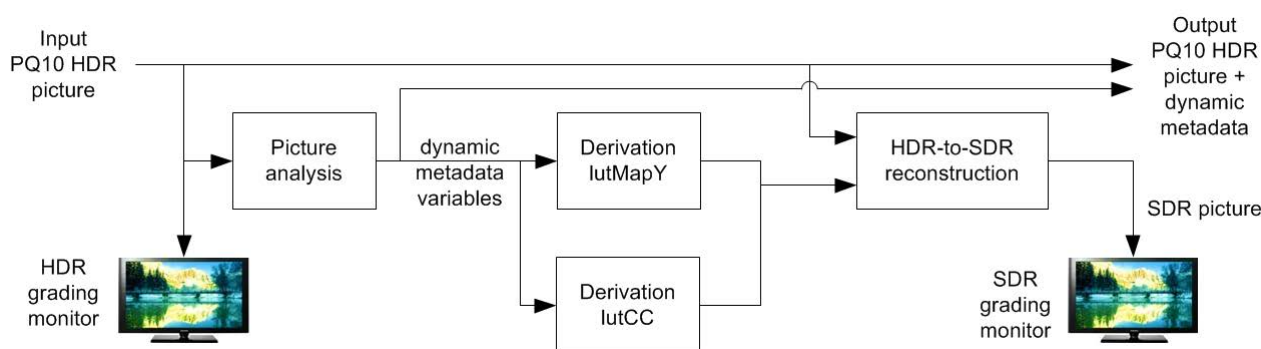 Input
PQ10 HDR
picture
Output
PQ10 HDR
picture +
dynamic
metadata
Picture
analysis
dynamic
metadata
variables
Derivation
lutMapY
HDR-to-SDR
reconstruction
SDR picture
HDR
grading
monitor
Derivation
lutCC
SDR
grading
monitor